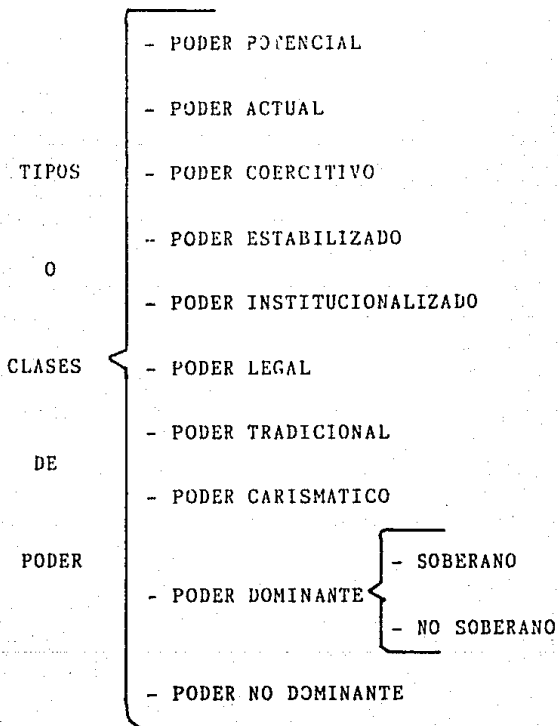 TIPOS
O
CLASES
DE
PODER
- PODER POTENCIAL
- PODER ACTUAL
- PODER COERCITIVO
- PODER ESTABILIZADO
- PODER INSTITUCIONALIZADO
- PODER LEGAL
- PODER TRADICIONAL
- PODER CARISMATICO
- PODER DOMINANTE
- SOBERANO
- NO SOBERANO
- PODER NO DOMINANTE